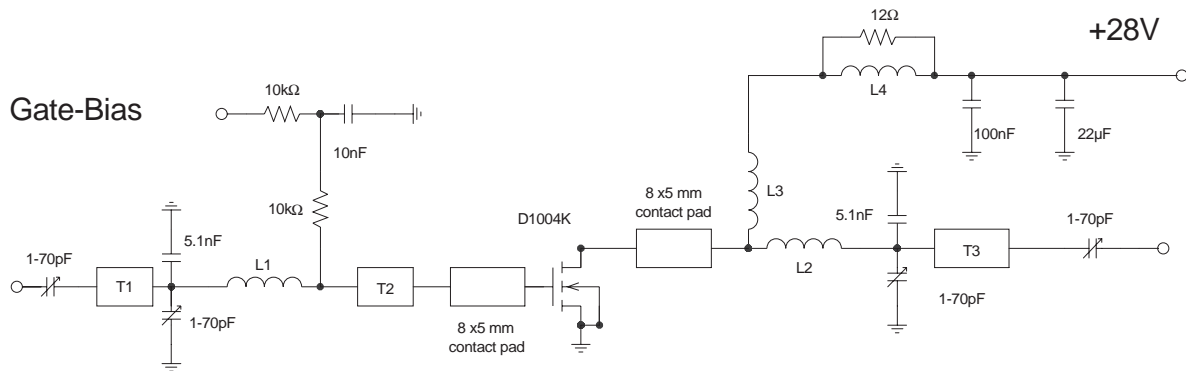 12Ω
+28V
L4
10kΩ
Gate-Bias
100nF
22µF
10nF
L3
8 x5 mm
contact pad
10kΩ
D1004K
5.1nF
5.1nF
1-70pF
1-70pF
L1
L2
T1
T2
T3
1-70pF
1-70pF
8 x5 mm
contact pad